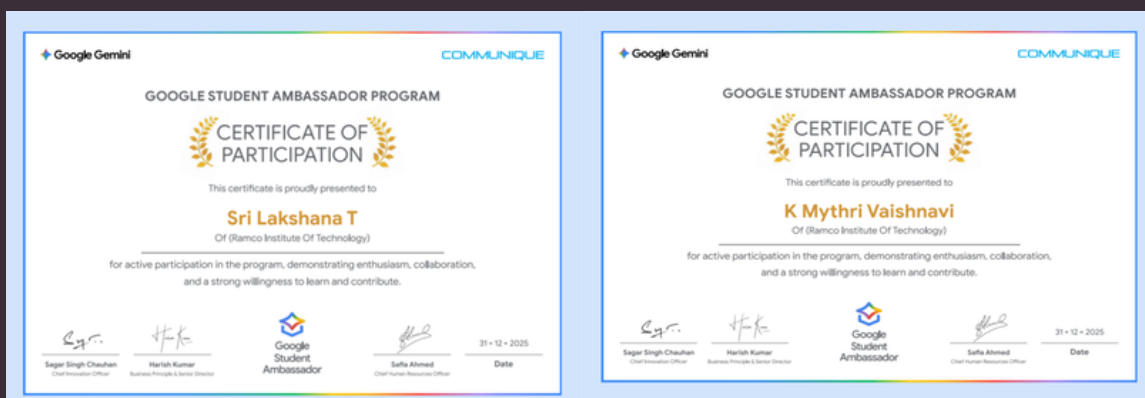 Google Gemini
COMMUNIQUE
GOOGLE STUDENT AMBASSADOR PROGRAM
CERTIFICATE OF
PARTICIPATION
This certificate is proudly presented to
Sri Lakshana T
Of (Ramco Institute Of Technology)
for active participation in the program, demonstrating enthusiasm, collaboration,
and a strong willingness to learn and contribute.
Sagar Singh Chauhan
Chief Innovation Officer
Harish Kumar
Business Principle & Senior Director
Google
Student
Ambassador
Safia Ahmed
Chief Human Resources Officer
31 - 12 - 2025
Date
Google Gemini
COMMUNIQUE
GOOGLE STUDENT AMBASSADOR PROGRAM
CERTIFICATE OF
PARTICIPATION
This certificate is proudly presented to
K Mythri Vaishnavi
Of (Ramco Institute Of Technology)
for active participation in the program, demonstrating enthusiasm, collaboration,
and a strong willingness to learn and contribute.
Sagar Singh Chauhan
Chief Innovation Officer
Harish Kumar
Business Principle & Senior Director
Google
Student
Ambassador
Safia Ahmed
Chief Human Resources Officer
31 - 12 - 2025
Date